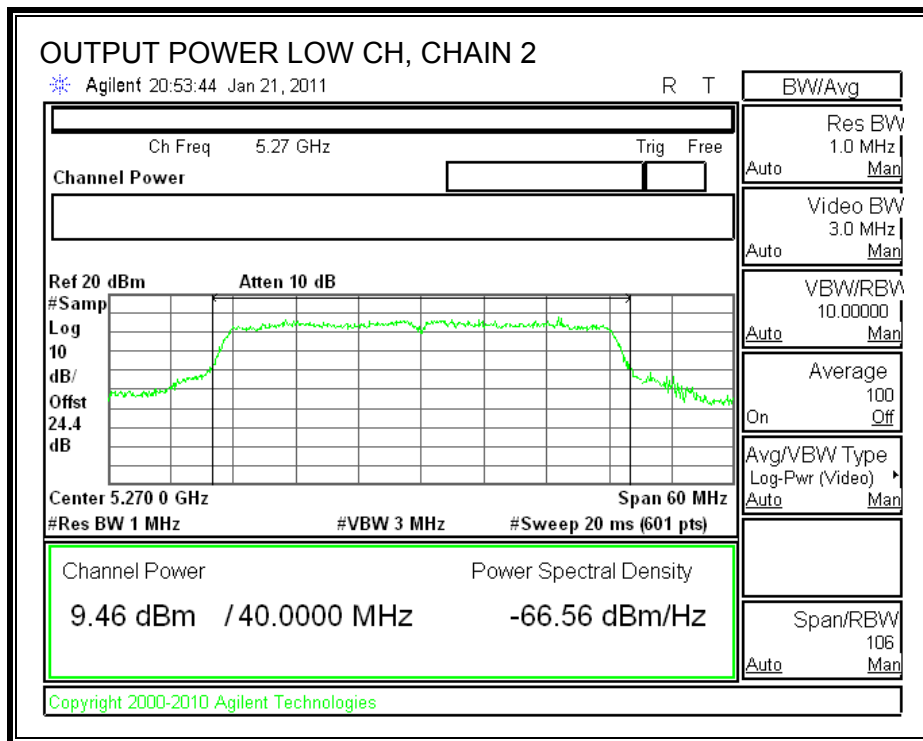 OUTPUT POWER LOW CH, CHAIN 2
Agilent 20:53:44 Jan 21, 2011 R T
Ch Freq 5.27 GHz Trig Free
Channel Power
Ref 20 dBm Atten 10 dB
#Samp
Log
10
dB/
Offst
24.4
dB
Center 5.270 0 GHz Span 60 MHz
#Res BW 1 MHz #VBW 3 MHz #Sweep 20 ms (601 pts)
Channel Power Power Spectral Density
9.46 dBm / 40.0000 MHz -66.56 dBm/Hz
Copyright 2000-2010 Agilent Technologies
BW/Avg
Res BW
1.0 MHz
Auto Man
Video BW
3.0 MHz
Auto Man
VBW/RBW
10.00000
Auto Man
Average
100
On Off
Avg/VBW Type
Log-Pwr (Video)
Auto Man
Span/RBW
106
Auto Man